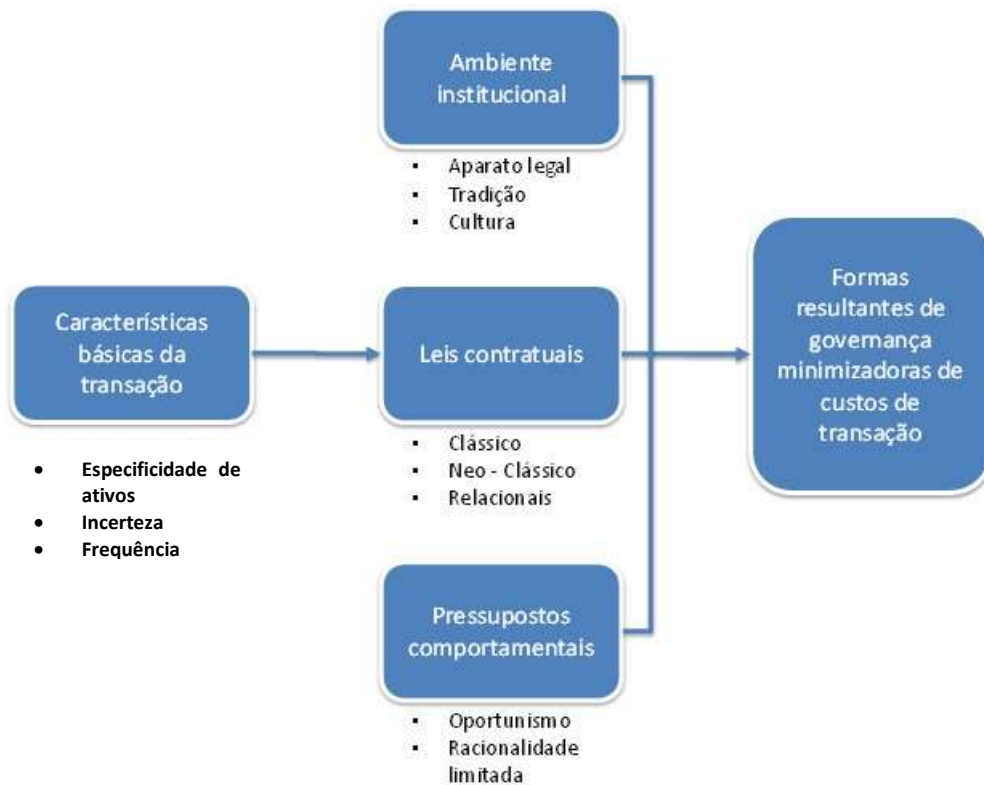 Ambiente
institucional
▪ Aparato legal
▪ Tradição
▪ Cultura
Característícas
básicas da
transação
• Especificidade de
ativos
• Incerteza
• Frequência
Leis contratuais
▪ Clássico
▪ Neo - Clássico
▪ Relacionais
Pressupostos
comportamentais
▪ Oportunismo
▪ Racionalidade
limitada
Formas
resultantes de
governança
minimizadoras de
custos de
transação